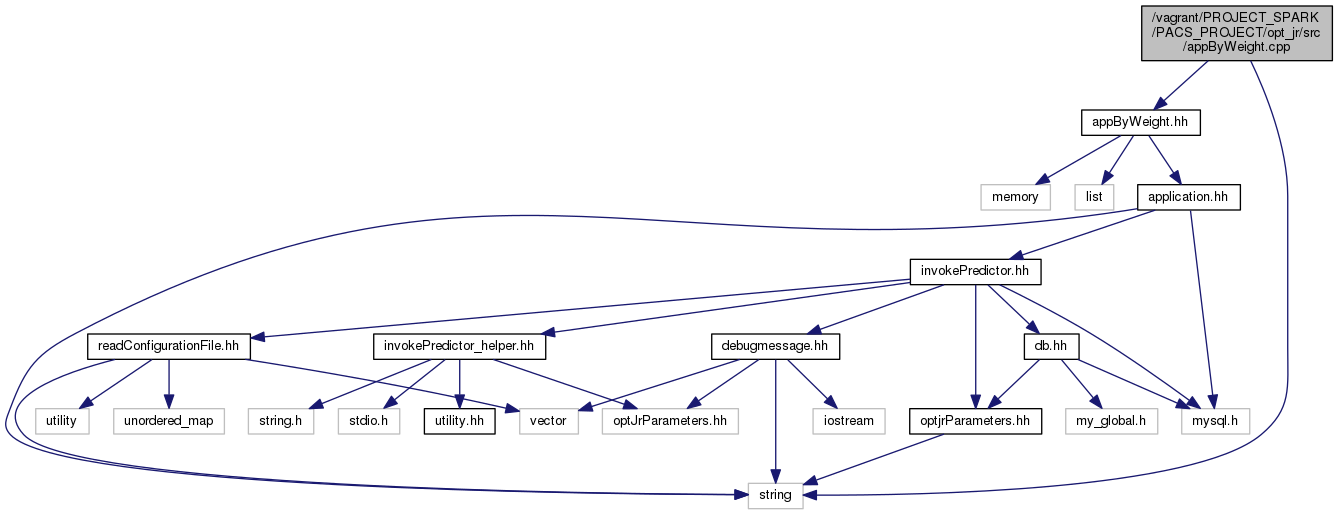 /vagrant/PROJECT_SPARK
/PACS_PROJECT/opt_jr/src
/appByWeight.cpp
appByWeight.hh
memory
list
application.hh
invokePredictor.hh
readConfigurationFile.hh
invokePredictor_helper.hh
debugmessage.hh
db.hh
utility
unordered_map
string.h
stdio.h
utility.hh
vector
optJrParameters.hh
iostream
optjrParameters.hh
my_global.h
mysql.h
string